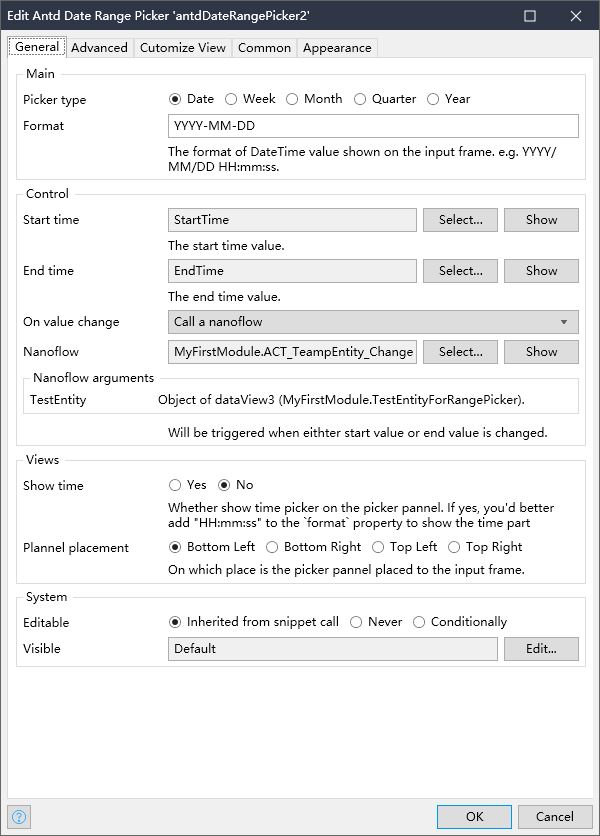 Edit Antd Date Range Picker 'antdDateRangePicker2'
General Advanced Cutomize View Common Appearance
Main
Picker type Date Week Month Quarter Year
Format YYYY-MM-DD
The format of DateTime value shown on the input frame. e.g. YYYY/
MM/DD HH:mm:ss.
Control
Start time StartTime Select... Show
The start time value.
End time EndTime Select... Show
The end time value.
On value change Call a nanoflow
Nanoflow MyFirstModule.ACT_TeampEntity_Change Select... Show
Nanoflow arguments
TestEntity Object of dataView3 (MyFirstModule.TestEntityForRangePicker).
Will be triggered when eithter start value or end value is changed.
Views
Show time Yes No
Whether show time picker on the picker pannel. If yes, you'd better
add "HH:mm:ss" to the `format` property to show the time part
Plannel placement Bottom Left Bottom Right Top Left Top Right
On which place is the picker pannel placed to the input frame.
System
Editable Inherited from snippet call Never Conditionally
Visible Default Edit...
? OK Cancel